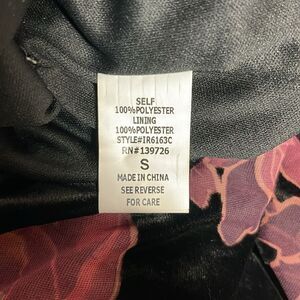 SELF
100%POLYESTER
LINING
100%POLYESTER
STYLE#IR6163C
RN#139726
S
MADE IN CHINA
SEE REVERSE
FOR CARE